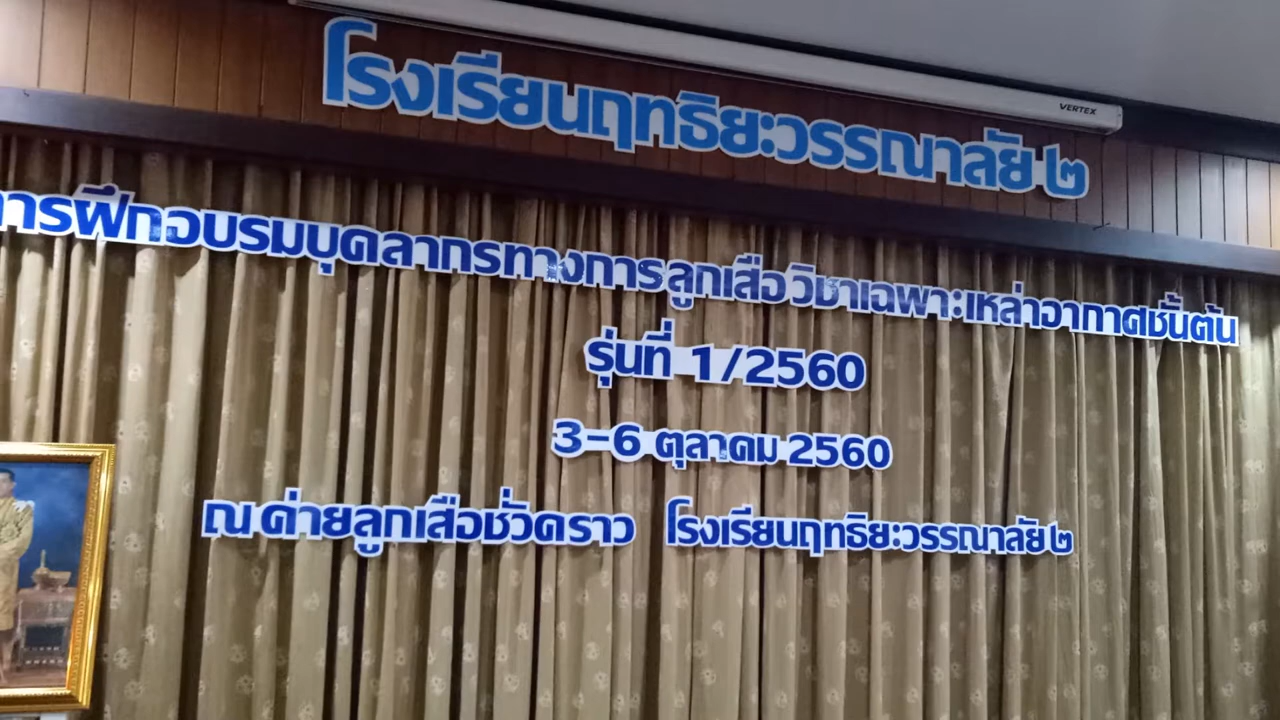 VERTEX
โรงเรียนฤทธิยะวรรณาลัย ๒
การฝึกอบรมบุคลากรทางการลูกเสือวิชาเฉพาะเหล่าอากาศชั้นต้น
รุ่นที่ 1/2560
3-6 ตุลาคม 2560
ณ ค่ายลูกเสือชั่วคราว โรงเรียนฤทธิยะวรรณาลัย ๒